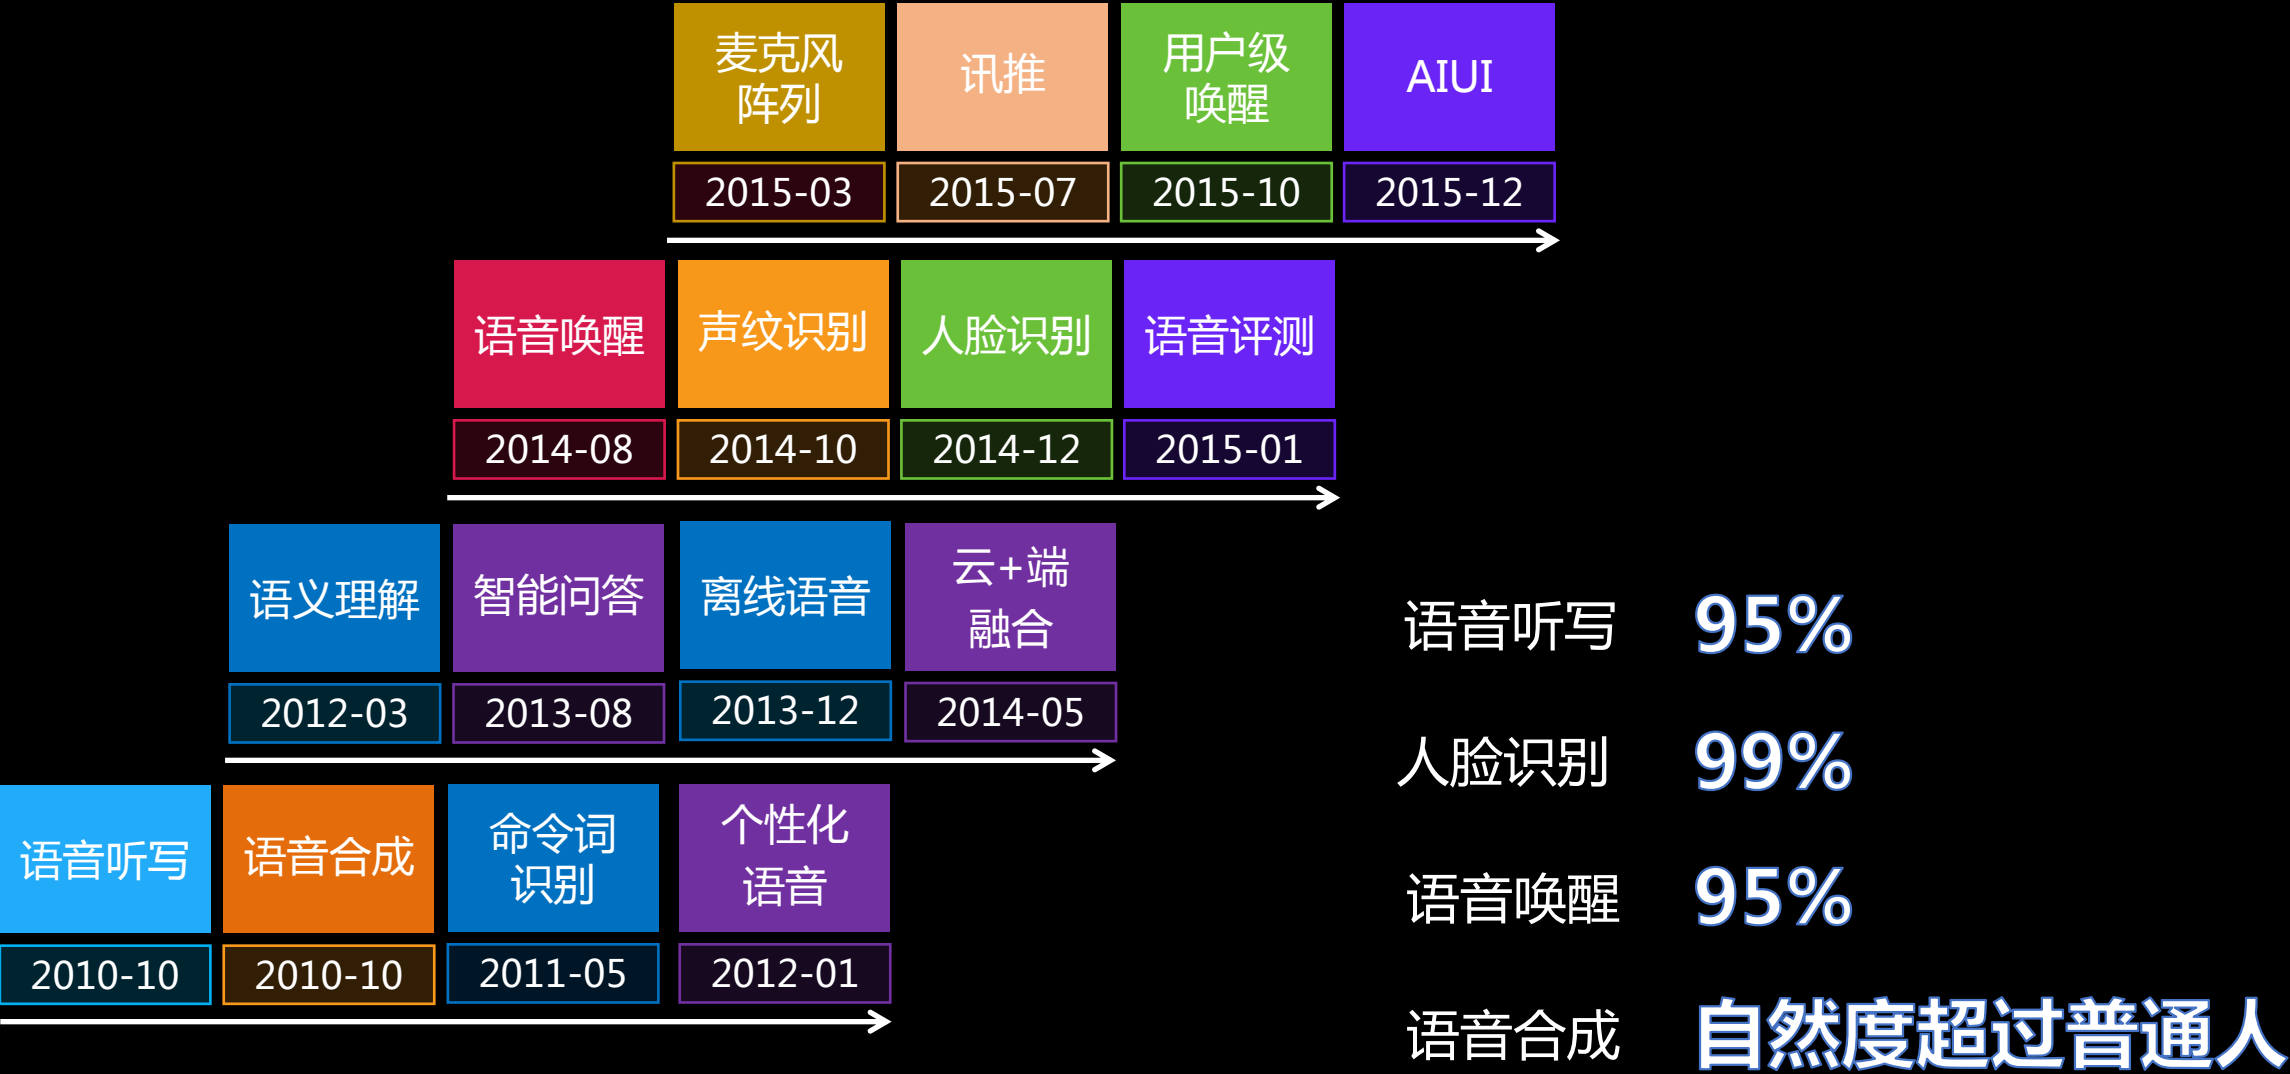 麦克风
阵列
讯推
用户级
唤醒
AIUI
2015-03
2015-07
2015-10
2015-12
语音唤醒
声纹识别
人脸识别
语音评测
2014-08
2014-10
2014-12
2015-01
语义理解
智能问答
离线语音
云+端
融合
2012-03
2013-08
2013-12
2014-05
语音听写
语音合成
命令词
识别
个性化
语音
2010-10
2010-10
2011-05
2012-01
语音听写 95%
人脸识别 99%
语音唤醒 95%
语音合成 自然度超过普通人